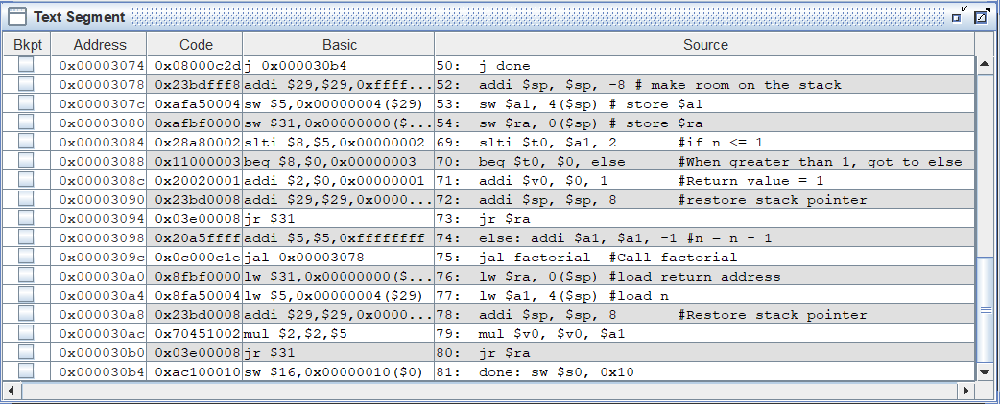 Text Segment
Bkpt Address Code Basic Source
0x00003074 0x08000c2d j 0x000030b4 50: j done
0x00003078 0x23bdfff8 addi $29,$29,0xffff... 52: addi $sp, $sp, -8 # make room on the stack
0x0000307c 0xafa50004 sw $5,0x00000004($29) 53: sw $a1, 4($sp) # store $a1
0x00003080 0xafbf0000 sw $31,0x00000000($... 54: sw $ra, 0($sp) # store $ra
0x00003084 0x28a80002 slti $8,$5,0x00000002 69: slti $t0, $a1, 2 #if n <= 1
0x00003088 0x11000003 beq $8,$0,0x00000003 70: beq $t0, $0, else #When greater than 1, got to else
0x0000308c 0x20020001 addi $2,$0,0x00000001 71: addi $v0, $0, 1 #Return value = 1
0x00003090 0x23bd0008 addi $29,$29,0x0000... 72: addi $sp, $sp, 8 #restore stack pointer
0x00003094 0x03e00008 jr $31 73: jr $ra
0x00003098 0x20a5ffff addi $5,$5,0xffffffff 74: else: addi $a1, $a1, -1 #n = n - 1
0x0000309c 0x0c000c1e jal 0x00003078 75: jal factorial #Call factorial
0x000030a0 0x8fbf0000 lw $31,0x00000000($... 76: lw $ra, 0($sp) #load return address
0x000030a4 0x8fa50004 lw $5,0x00000004($29) 77: lw $a1, 4($sp) #load n
0x000030a8 0x23bd0008 addi $29,$29,0x0000... 78: addi $sp, $sp, 8 #Restore stack pointer
0x000030ac 0x70451002 mul $2,$2,$5 79: mul $v0, $v0, $a1
0x000030b0 0x03e00008 jr $31 80: jr $ra
0x000030b4 0xac100010 sw $16,0x00000010($0) 81: done: sw $s0, 0x10